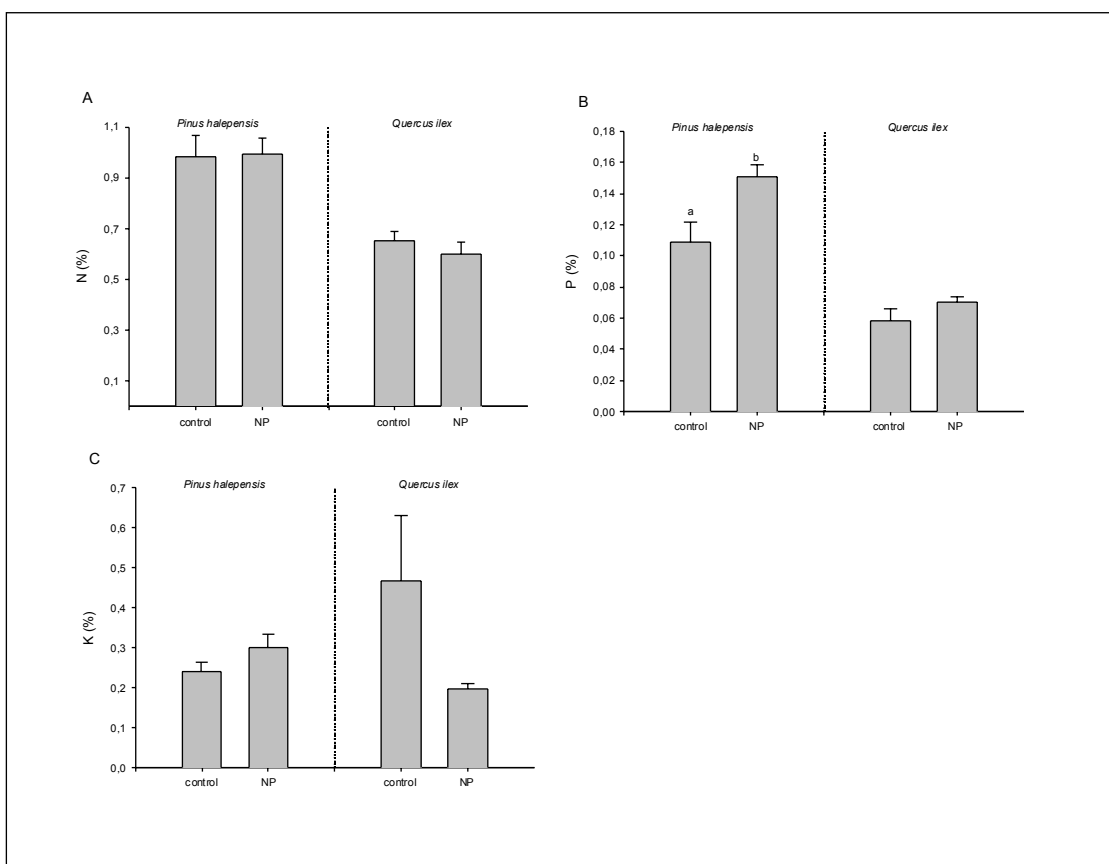 A
Pinus halepensis
Quercus ilex
1,1
0,9
0,7
0,5
0,3
0,1
N (%)
control
NP
control
NP
B
Pinus halepensis
Quercus ilex
0,18
0,16
0,14
0,12
0,10
0,08
0,06
0,04
0,02
0,00
P (%)
a
b
control
NP
control
NP
C
Pinus halepensis
Quercus ilex
0,7
0,6
0,5
0,4
0,3
0,2
0,1
0,0
K (%)
control
NP
control
NP